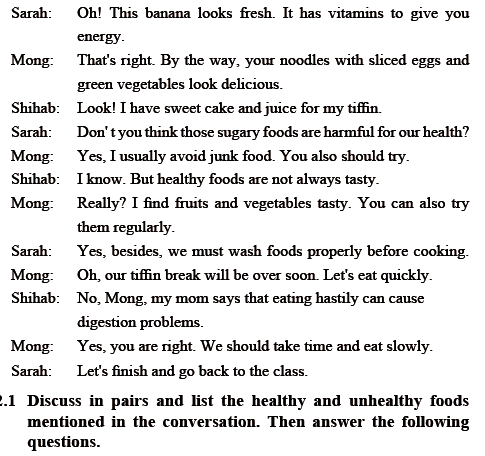 Sarah: Oh! This banana looks fresh. It has vitamins to give you
energy.
Mong: That's right. By the way, your noodles with sliced eggs and
green vegetables look delicious.
Shihab: Look! I have sweet cake and juice for my tiffin.
Sarah: Don't you think those sugary foods are harmful for our health?
Mong: Yes, I usually avoid junk food. You also should try.
Shihab: I know. But healthy foods are not always tasty.
Mong: Really? I find fruits and vegetables tasty. You can also try
them regularly.
Sarah: Yes, besides, we must wash foods properly before cooking.
Mong: Oh, our tiffin break will be over soon. Let's eat quickly.
Shihab: No, Mong, my mom says that eating hastily can cause
digestion problems.
Mong: Yes, you are right. We should take time and eat slowly.
Sarah: Let's finish and go back to the class.
.1 Discuss in pairs and list the healthy and unhealthy foods
mentioned in the conversation. Then answer the following
questions.